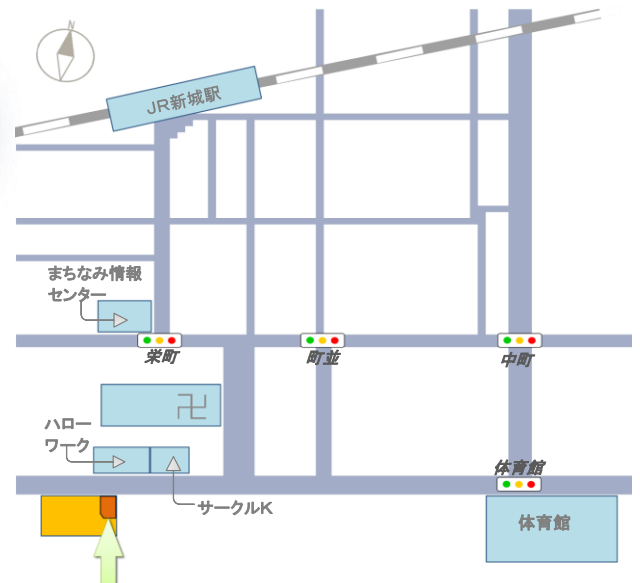 N
JR新城駅
まちなみ情報
センター
栄町
町並
中町
卍
ハロー
ワーク
体育館
サークルK
体育館